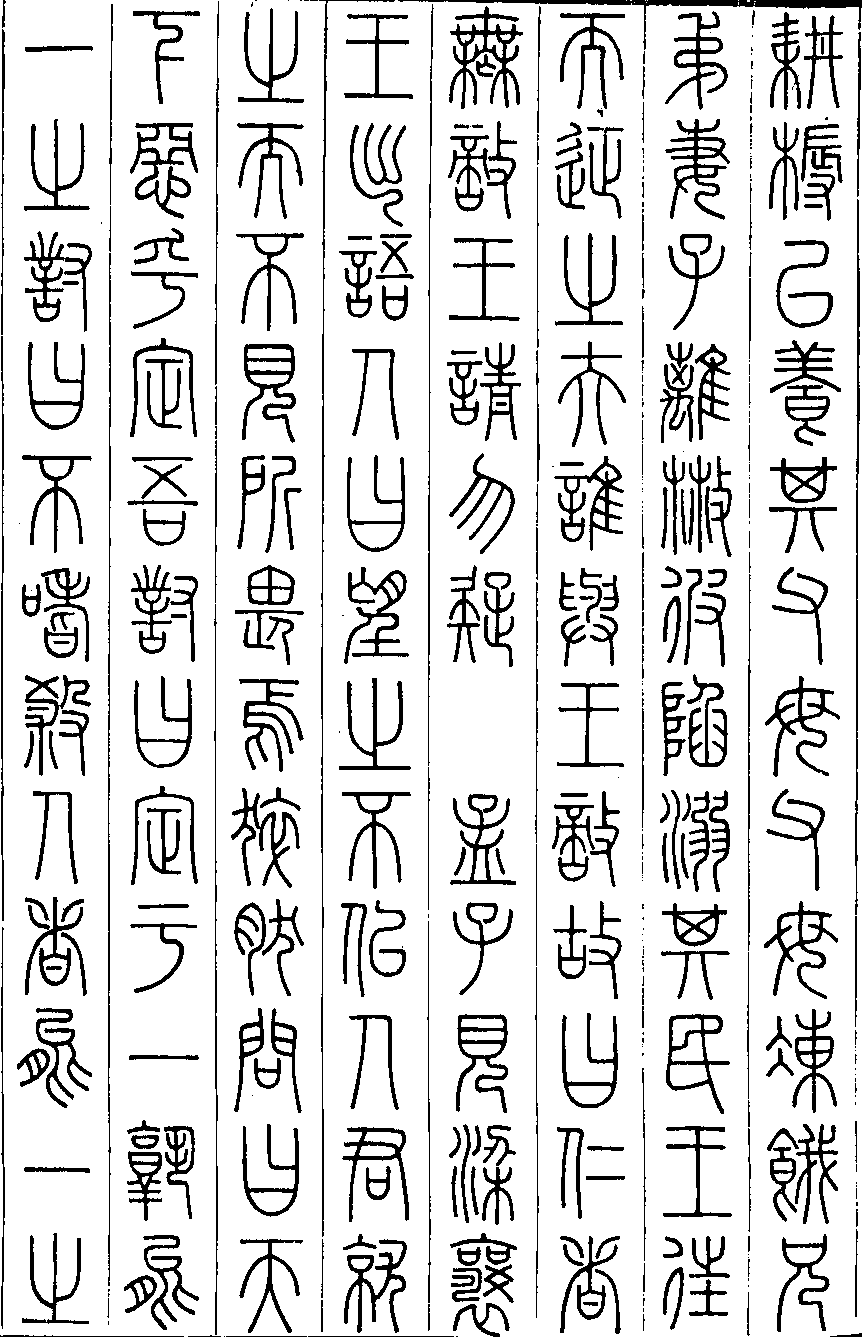 耕耨以養其父母父母凍餓兄
弟妻子離散彼陷溺其民王往
而征之夫誰與王敵故曰仁者
無敵王請勿疑　孟子見梁襄
王出語人曰望之不似人君就
之而不見所畏焉卒然問曰天
下惡乎定吾對曰定于一孰能
一之對曰不嗜殺人者能一之